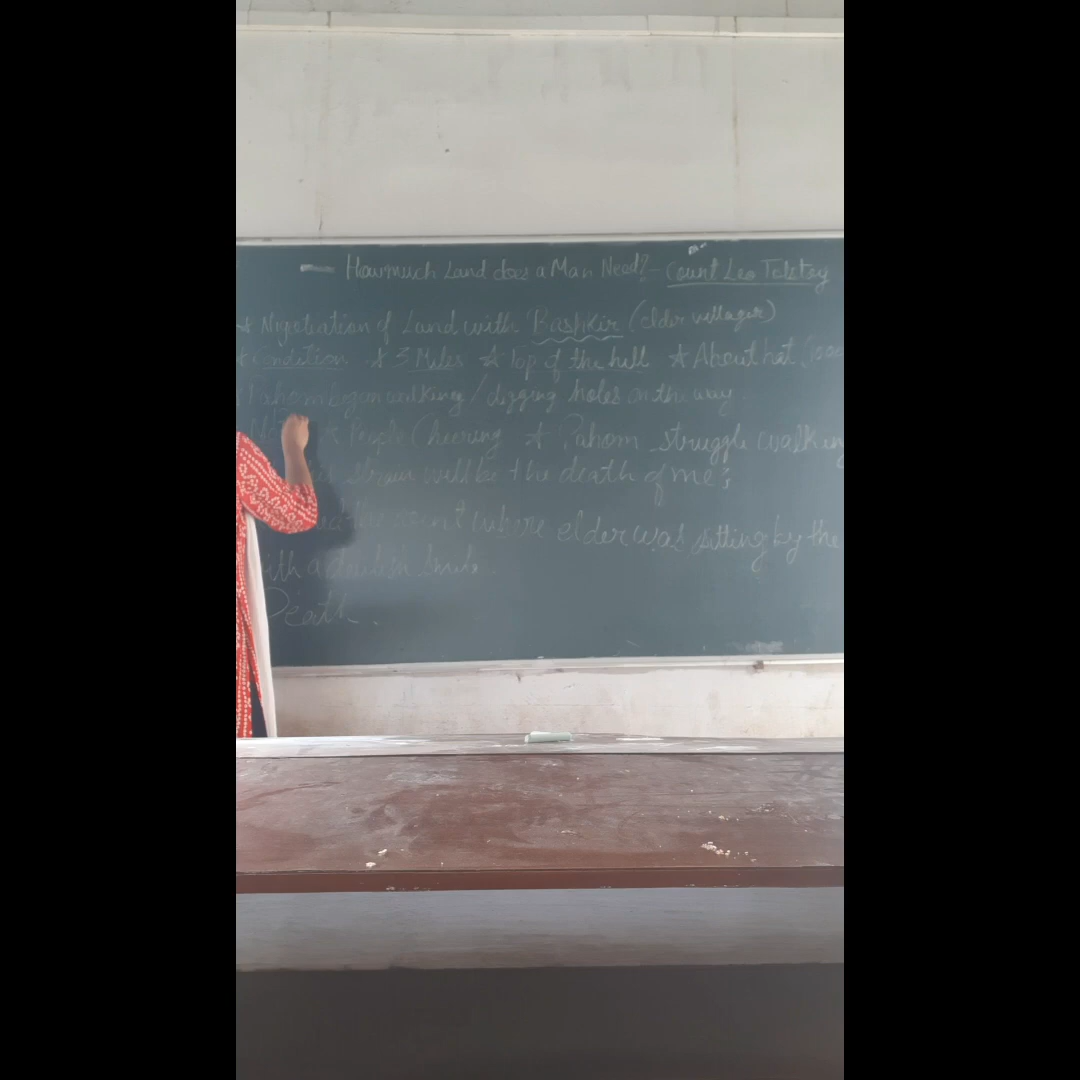 — How much Land does a Man Need? - Count Leo Tolstoy
* Negotiation of Land with Bashkir (elder villager)
* Condition * 3 Miles * Top of the hill * About hat
Pahom began walking / digging holes on the way
* People Cheering * Pahom struggle walking
Strain will be the death of me's
where elder was sitting by the
with a devilish smile.
Death.